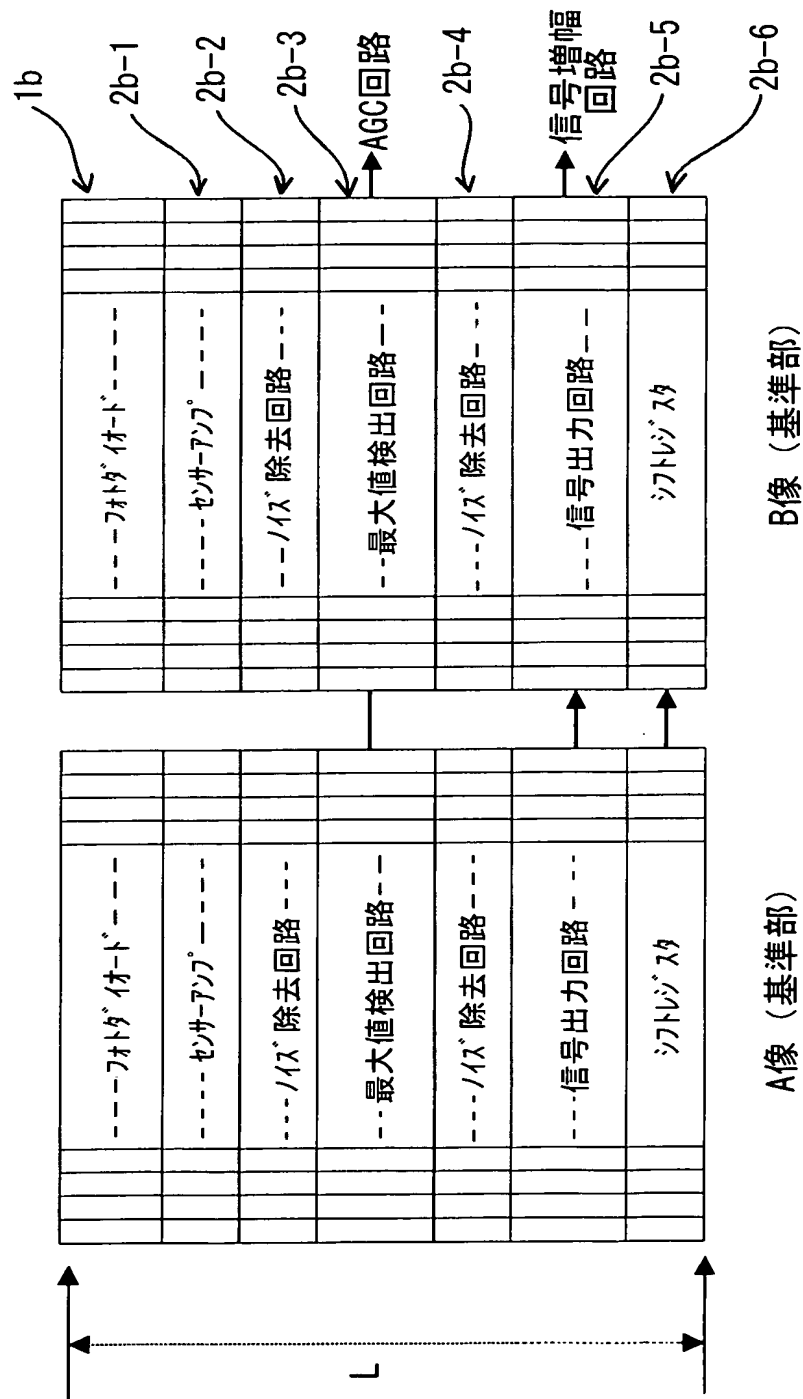 L
---フォトダイオード----
----センサーアンプ----
---ノイズ除去回路---
--最大値検出回路--
---ノイズ除去回路---
---信号出力回路---
シフトレジスタ
A像（基準部）
---フォトダイオード----
----センサーアンプ----
--ノイズ除去回路---
--最大値検出回路--
---ノイズ除去回路---
---信号出力回路--
シフトレジスタ
B像（基準部）
1b
2b-1
2b-2
2b-3
AGC回路
2b-4
信号増幅
回路
2b-5
2b-6